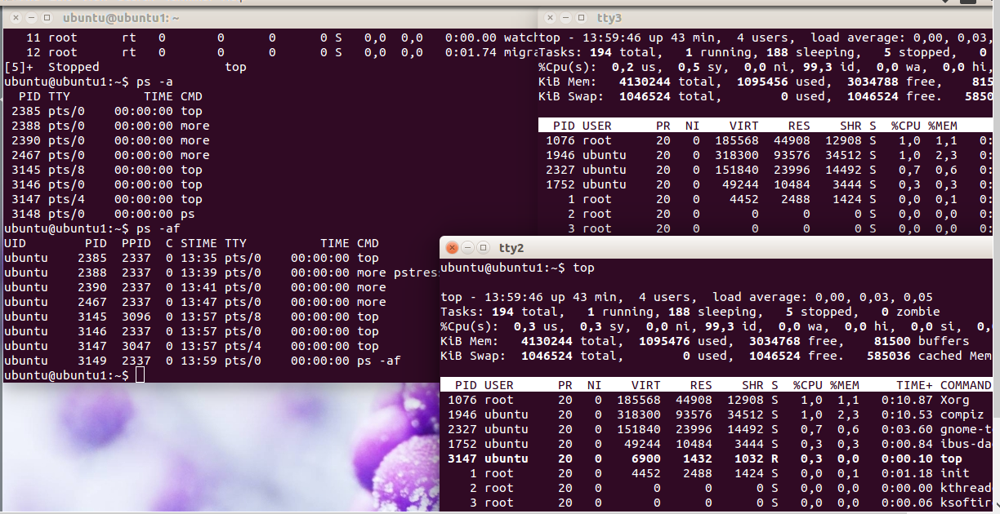 ubuntu@ubuntu1: ~
11 root rt 0 0 0 0 S 0,0 0,0 0:00.00 watch
12 root rt 0 0 0 0 S 0,0 0,0 0:01.74 migra
[5]+ Stopped top
ubuntu@ubuntu1:~$ ps -a
PID TTY TIME CMD
2385 pts/0 00:00:00 top
2388 pts/0 00:00:00 more
2390 pts/0 00:00:00 more
2467 pts/0 00:00:00 more
3145 pts/8 00:00:00 top
3146 pts/0 00:00:00 top
3147 pts/4 00:00:00 top
3148 pts/0 00:00:00 ps
ubuntu@ubuntu1:~$ ps -af
UID PID PPID C STIME TTY TIME CMD
ubuntu 2385 2337 0 13:35 pts/0 00:00:00 top
ubuntu 2388 2337 0 13:39 pts/0 00:00:00 more pstres
ubuntu 2390 2337 0 13:41 pts/0 00:00:00 more
ubuntu 2467 2337 0 13:47 pts/0 00:00:00 more
ubuntu 3145 3096 0 13:57 pts/8 00:00:00 top
ubuntu 3146 2337 0 13:57 pts/0 00:00:00 top
ubuntu 3147 3047 0 13:57 pts/4 00:00:00 top
ubuntu 3149 2337 0 13:59 pts/0 00:00:00 ps -af
ubuntu@ubuntu1:~$
tty3
top - 13:59:46 up 43 min, 4 users, load average: 0,00, 0,03,
Tasks: 194 total, 1 running, 188 sleeping, 5 stopped, 0
%Cpu(s): 0,2 us, 0,5 sy, 0,0 ni, 99,3 id, 0,0 wa, 0,0 hi,
KiB Mem: 4130244 total, 1095456 used, 3034788 free, 815
KiB Swap: 1046524 total, 0 used, 1046524 free. 5850
PID USER PR NI VIRT RES SHR S %CPU %MEM
1076 root 20 0 185568 44908 12908 S 1,0 1,1 0:
1946 ubuntu 20 0 318300 93576 34512 S 1,0 2,3 0:
2327 ubuntu 20 0 151840 23996 14492 S 0,7 0,6 0:
1752 ubuntu 20 0 49244 10484 3444 S 0,3 0,3 0:
1 root 20 0 4452 2488 1424 S 0,0 0,1 0:
2 root 20 0 0 0 0 S 0,0 0,0 0:
3 root 20 0 0 0 0 S 0,0 0,0 0:
tty2
ubuntu@ubuntu1:~$ top
top - 13:59:46 up 43 min, 4 users, load average: 0,00, 0,03, 0,05
Tasks: 194 total, 1 running, 188 sleeping, 5 stopped, 0 zombie
%Cpu(s): 0,3 us, 0,3 sy, 0,0 ni, 99,3 id, 0,0 wa, 0,0 hi, 0,0 si, 0,
KiB Mem: 4130244 total, 1095476 used, 3034768 free, 81500 buffers
KiB Swap: 1046524 total, 0 used, 1046524 free. 585036 cached Mem
PID USER PR NI VIRT RES SHR S %CPU %MEM TIME+ COMMAND
1076 root 20 0 185568 44908 12908 S 1,0 1,1 0:10.87 Xorg
1946 ubuntu 20 0 318300 93576 34512 S 1,0 2,3 0:10.53 compiz
2327 ubuntu 20 0 151840 23996 14492 S 0,7 0,6 0:03.60 gnome-t
1752 ubuntu 20 0 49244 10484 3444 S 0,3 0,3 0:00.84 ibus-da
3147 ubuntu 20 0 6900 1432 1032 R 0,3 0,0 0:00.10 top
1 root 20 0 4452 2488 1424 S 0,0 0,1 0:01.18 init
2 root 20 0 0 0 0 S 0,0 0,0 0:00.00 kthread
3 root 20 0 0 0 0 S 0,0 0,0 0:00.06 ksoftir